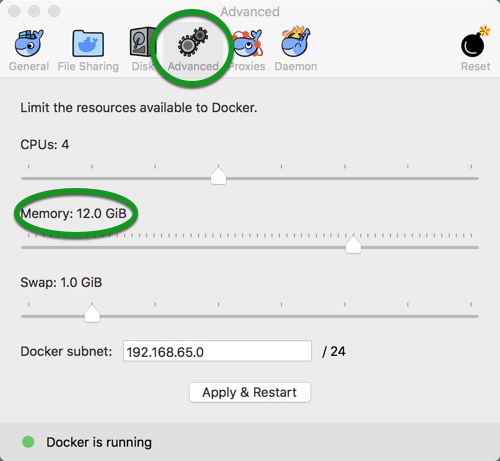 Advanced
General File Sharing Disk Advanced Proxies Daemon Reset
Limit the resources available to Docker.
CPUs: 4
Memory: 12.0 GiB
Swap: 1.0 GiB
Docker subnet: 192.168.65.0 / 24
Apply & Restart
Docker is running